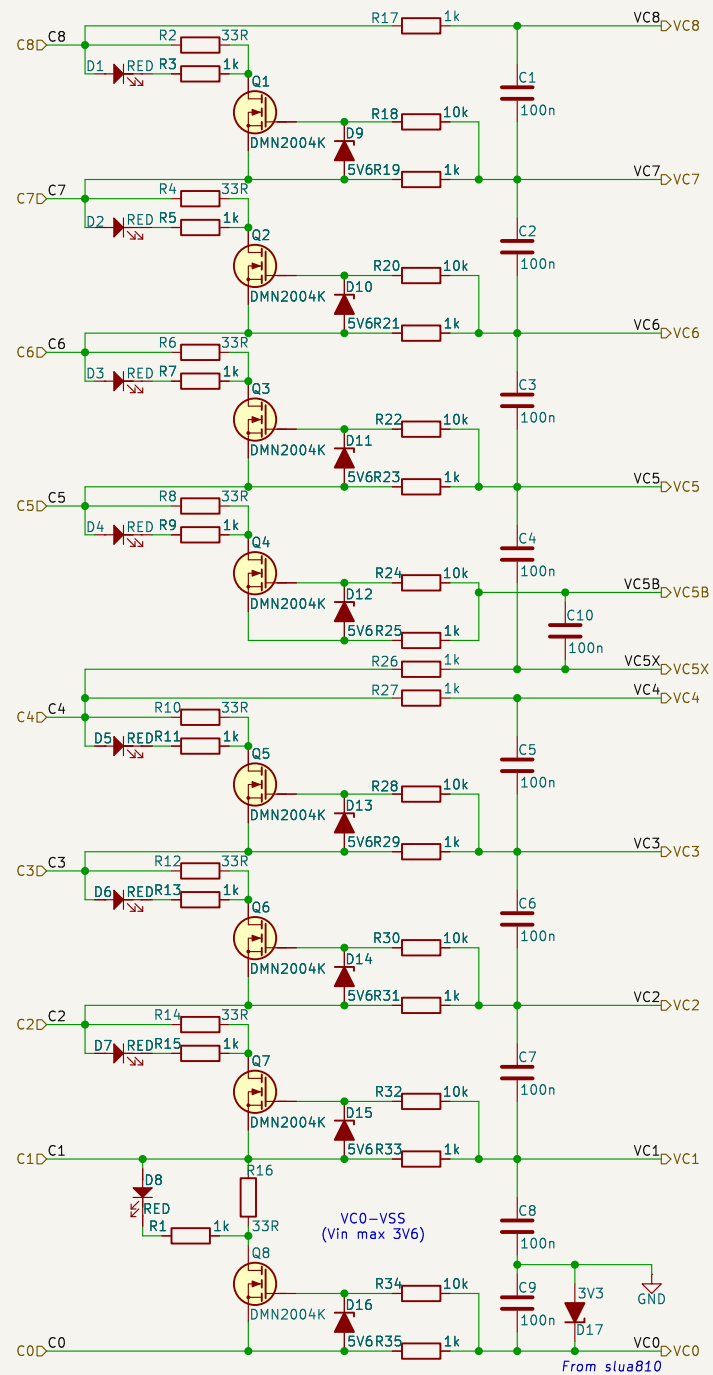 R17 1k VC8 VC8
C8 C8 R2 33R
D1 RED R3 1k
Q1
C1
100n
R18 10k
DMN2004K D9
5V6 R19 1k VC7 VC7
C7 C7 R4 33R
D2 RED R5 1k
Q2
C2
100n
R20 10k
DMN2004K D10
5V6 R21 1k VC6 VC6
C6 C6 R6 33R
D3 RED R7 1k
Q3
C3
100n
R22 10k
DMN2004K D11
5V6 R23 1k VC5 VC5
C5 C5 R8 33R
D4 RED R9 1k
Q4
C4
100n
R24 10k VC5B VC5B
DMN2004K D12
C10
5V6 R25 1k
100n
R26 1k VC5X VC5X
R27 1k VC4 VC4
C4 C4 R10 33R
D5 RED R11 1k
Q5
C5
100n
R28 10k
DMN2004K D13
5V6 R29 1k VC3 VC3
C3 C3 R12 33R
D6 RED R13 1k
Q6
C6
100n
R30 10k
DMN2004K D14
5V6 R31 1k VC2 VC2
C2 C2 R14 33R
D7 RED R15 1k
Q7
C7
100n
R32 10k
DMN2004K D15
5V6 R33 1k VC1 VC1
C1 C1
R16
D8
RED
R1 1k 33R
VC0-VSS
(Vin max 3V6)
C8
100n
Q8
R34 10k
C9
100n
3V3
D17
GND
DMN2004K D16
5V6 R35 1k VC0 VC0
C0 C0
From slua810